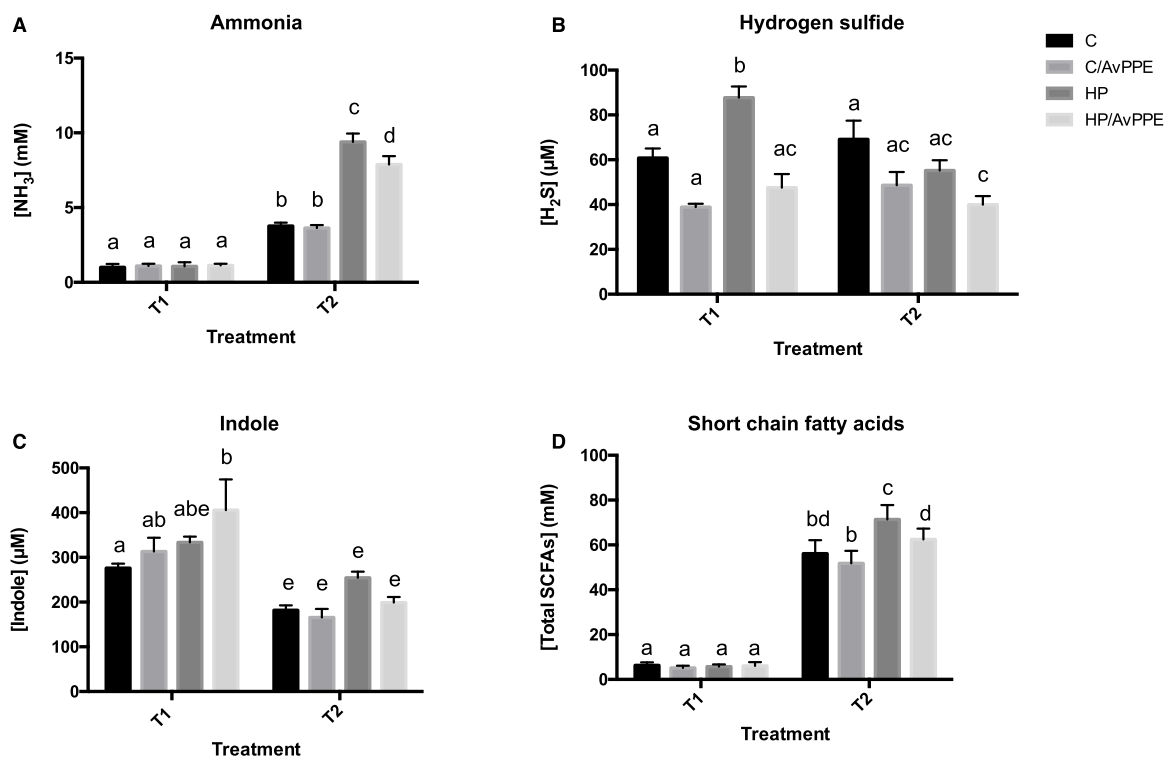 A
Ammonia
15
10
5
0
[NH3] (mM)
a a a a
b b c d
T1 T2
Treatment
B
Hydrogen sulfide
100
80
60
40
20
0
[H2S] (µM)
a a b ac
a ac ac c
T1 T2
Treatment
C
C/AvPPE
HP
HP/AvPPE
C
Indole
500
400
300
200
100
0
[Indole] (µM)
a ab abe b
e e e e
T1 T2
Treatment
D
Short chain fatty acids
100
80
60
40
20
0
[Total SCFAs] (mM)
a a a a
bd b c d
T1 T2
Treatment